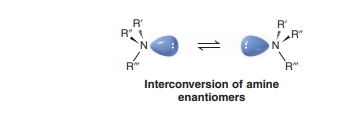 R′ R′
R″ R″
N ⇌ N
R‴ R‴
Interconversion of amine
enantiomers